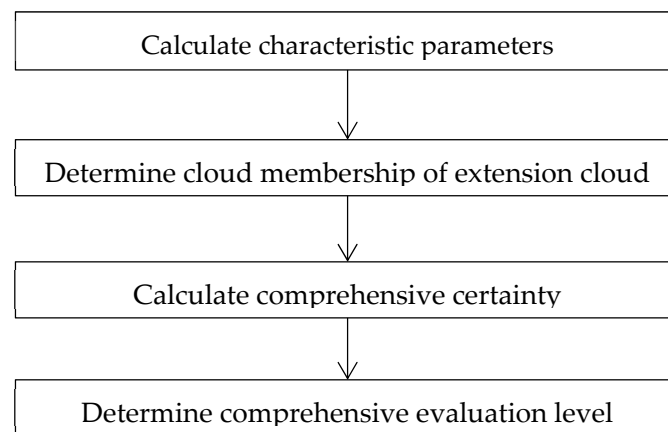 Calculate characteristic parameters
Determine cloud membership of extension cloud
Calculate comprehensive certainty
Determine comprehensive evaluation level